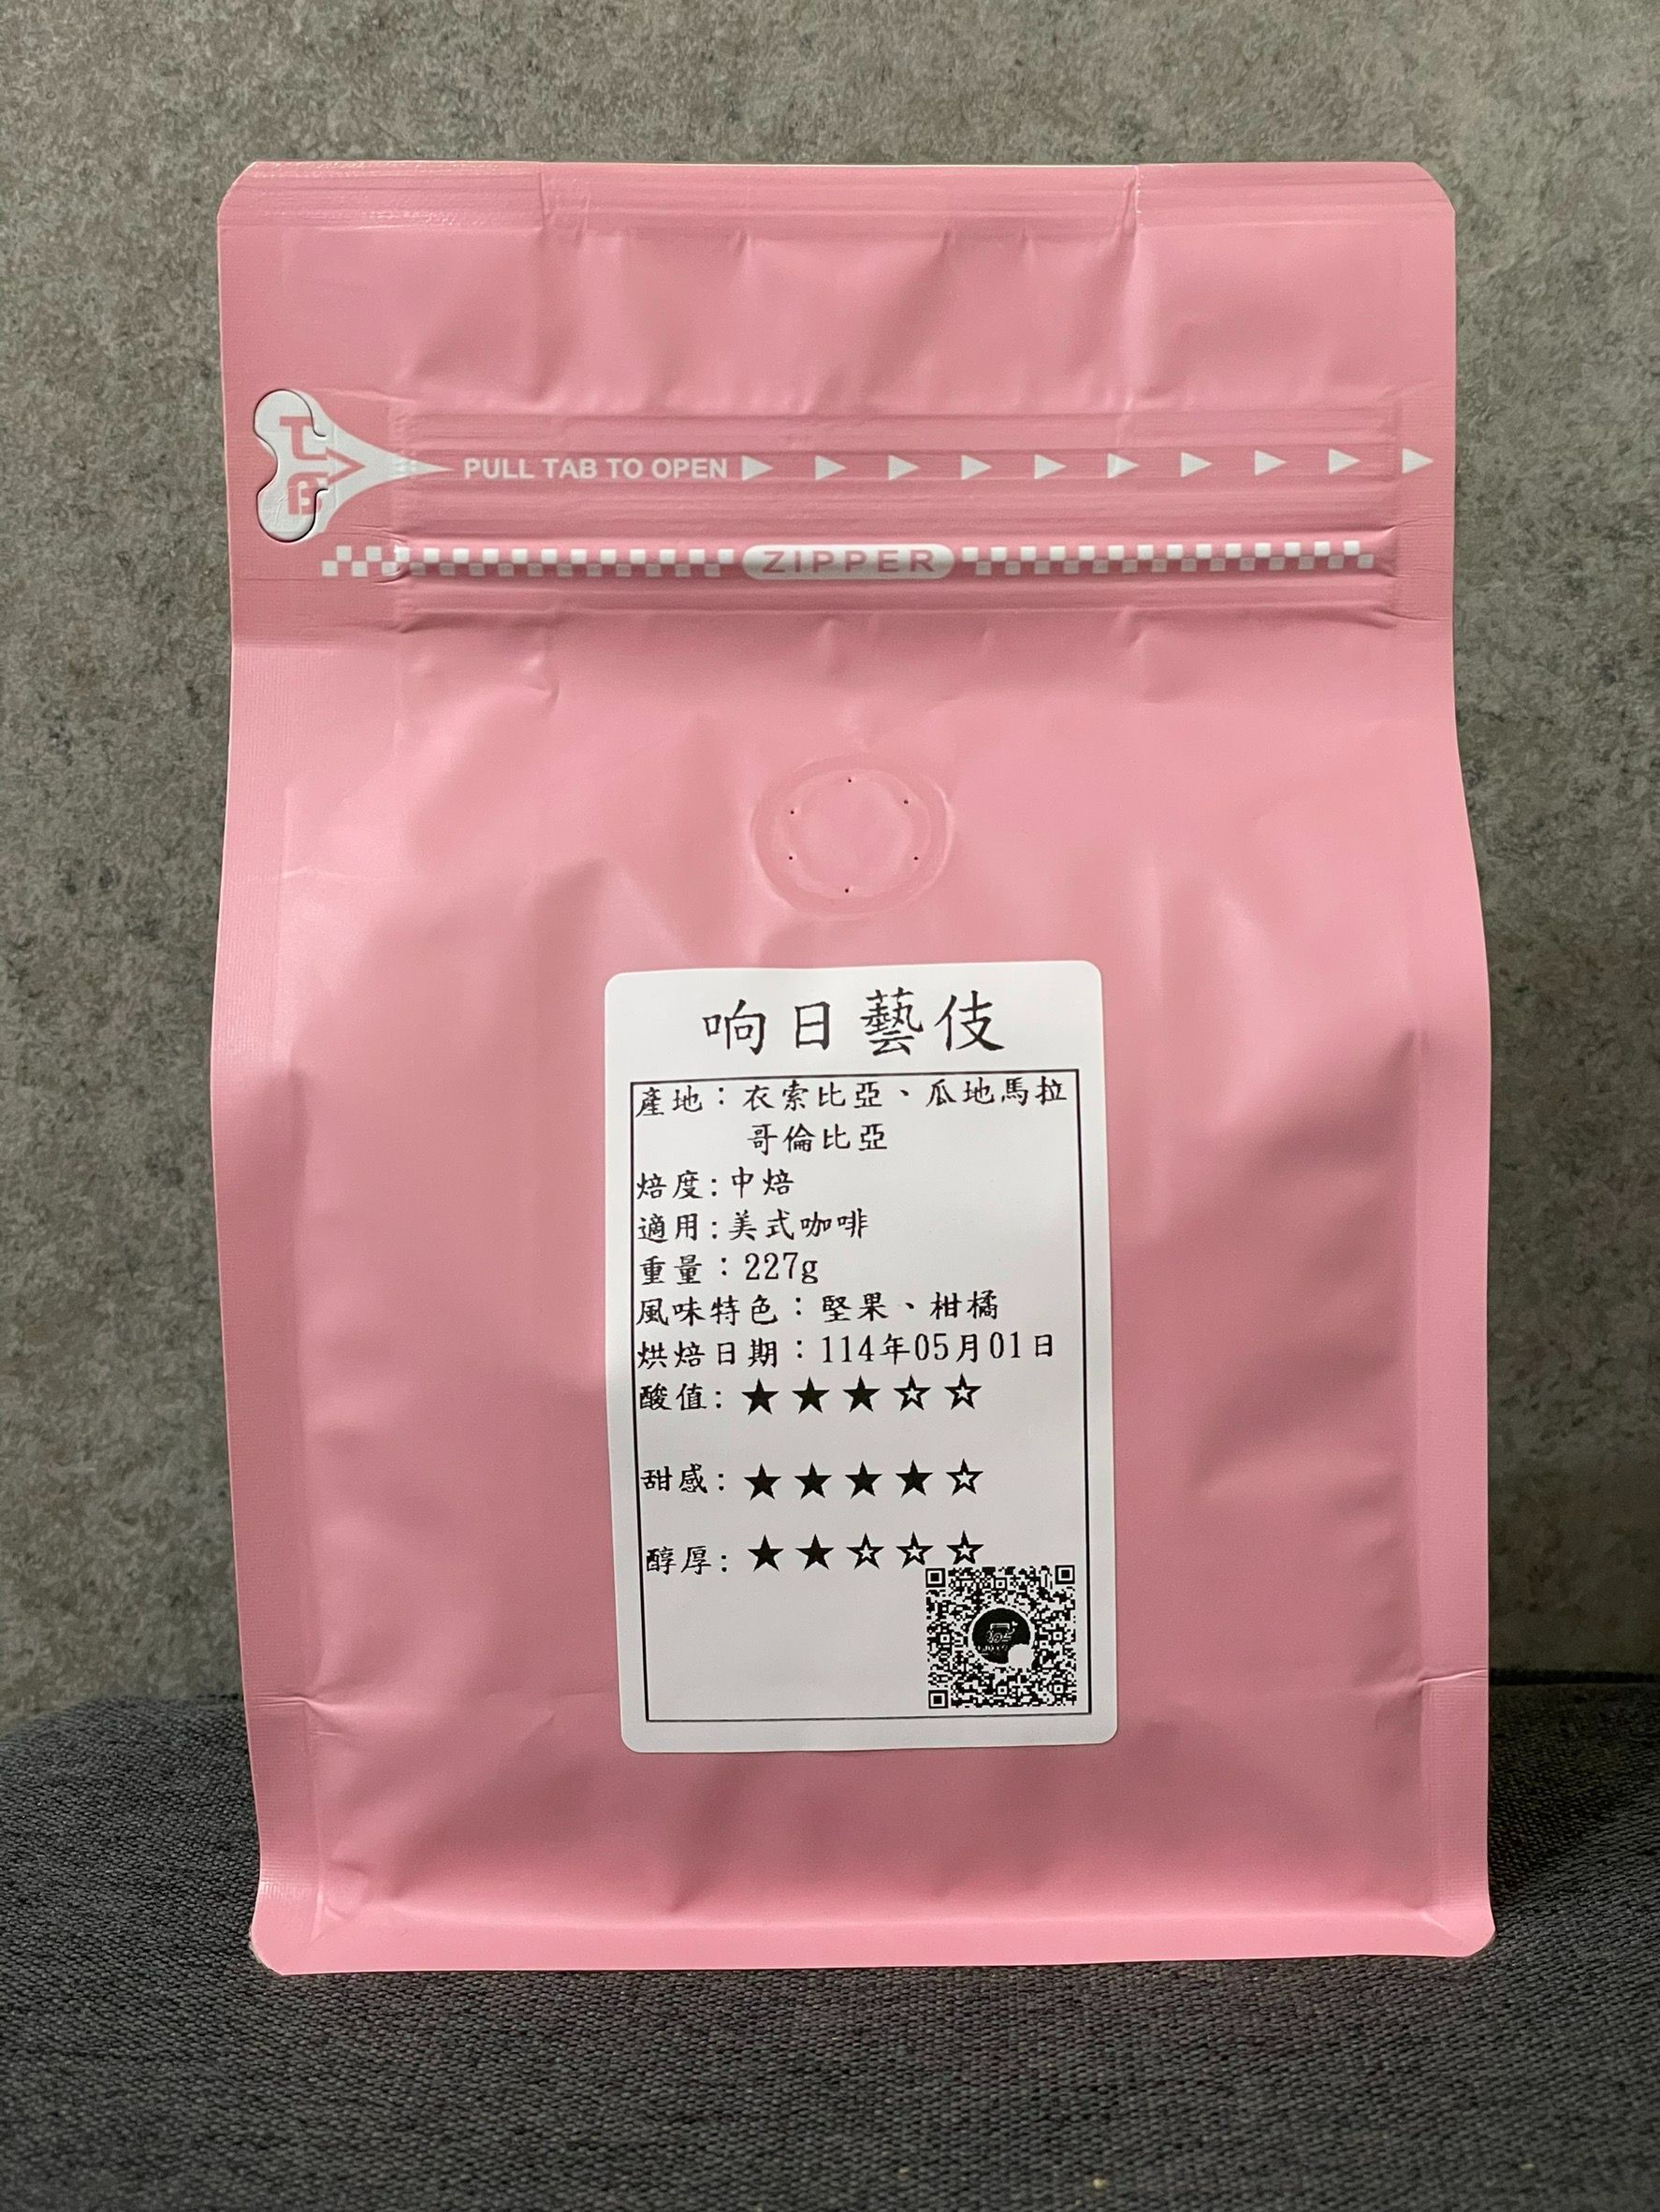 TAB
PULL TAB TO OPEN
ZIPPER
响日藝伎
產地：衣索比亞、瓜地馬拉
哥倫比亞
焙度:中焙
適用:美式咖啡
重量：227g
風味特色：堅果、柑橘
烘焙日期：114年05月01日
酸值:★★★☆☆
甜感:★★★★☆
醇厚:★★☆☆☆